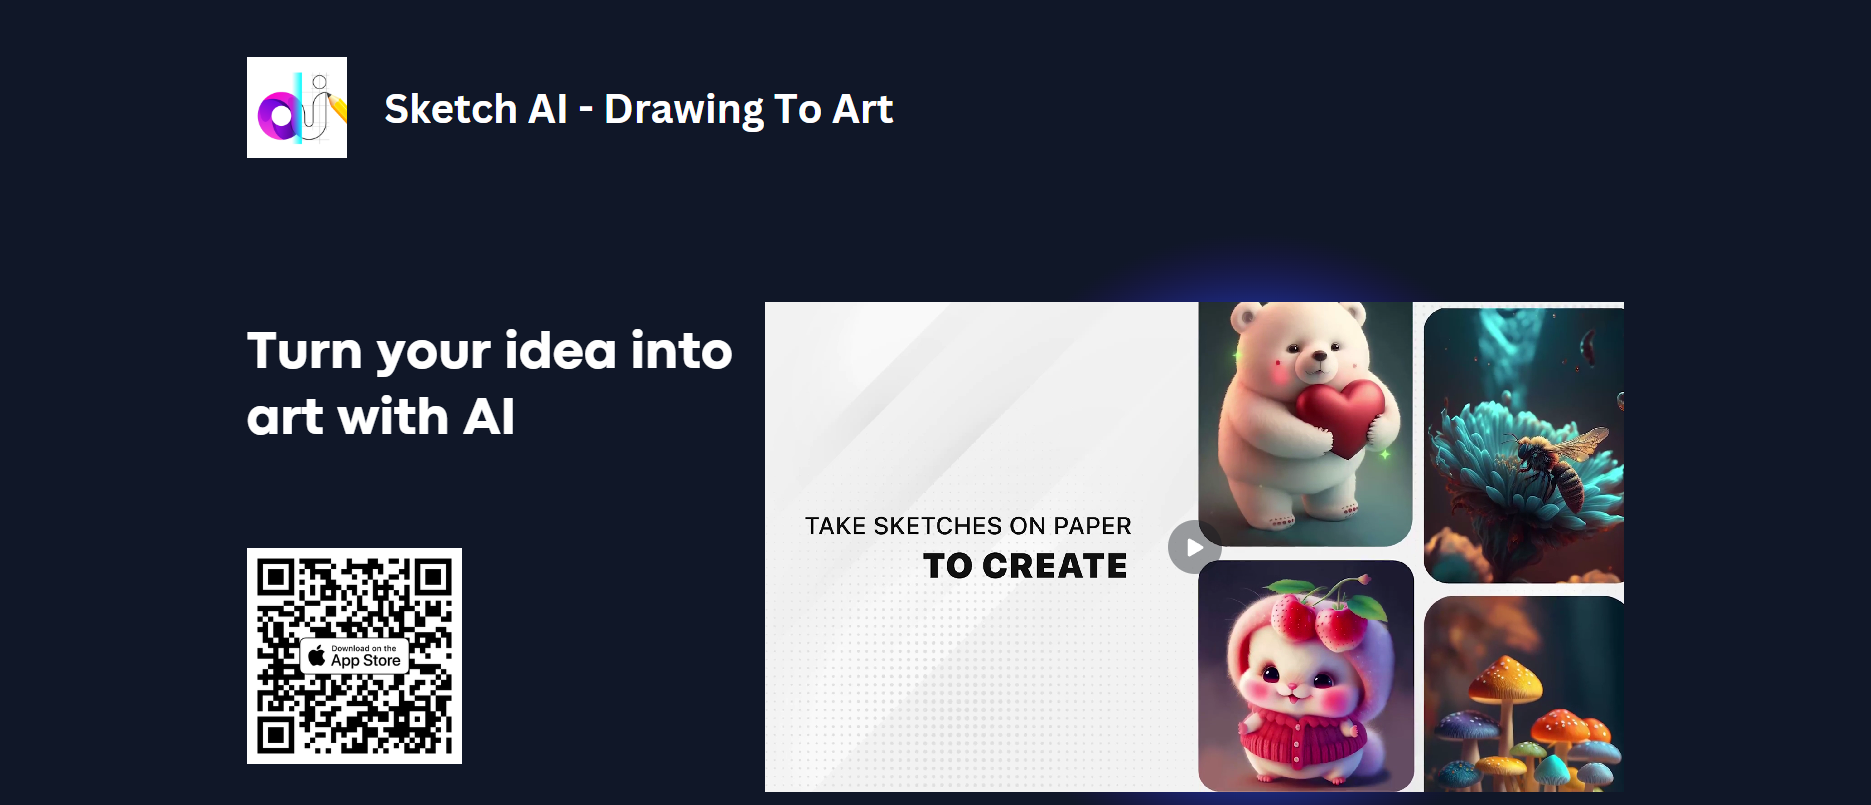 Sketch AI - Drawing To Art
Turn your idea into
art with AI
Download on the
App Store
TAKE SKETCHES ON PAPER
TO CREATE